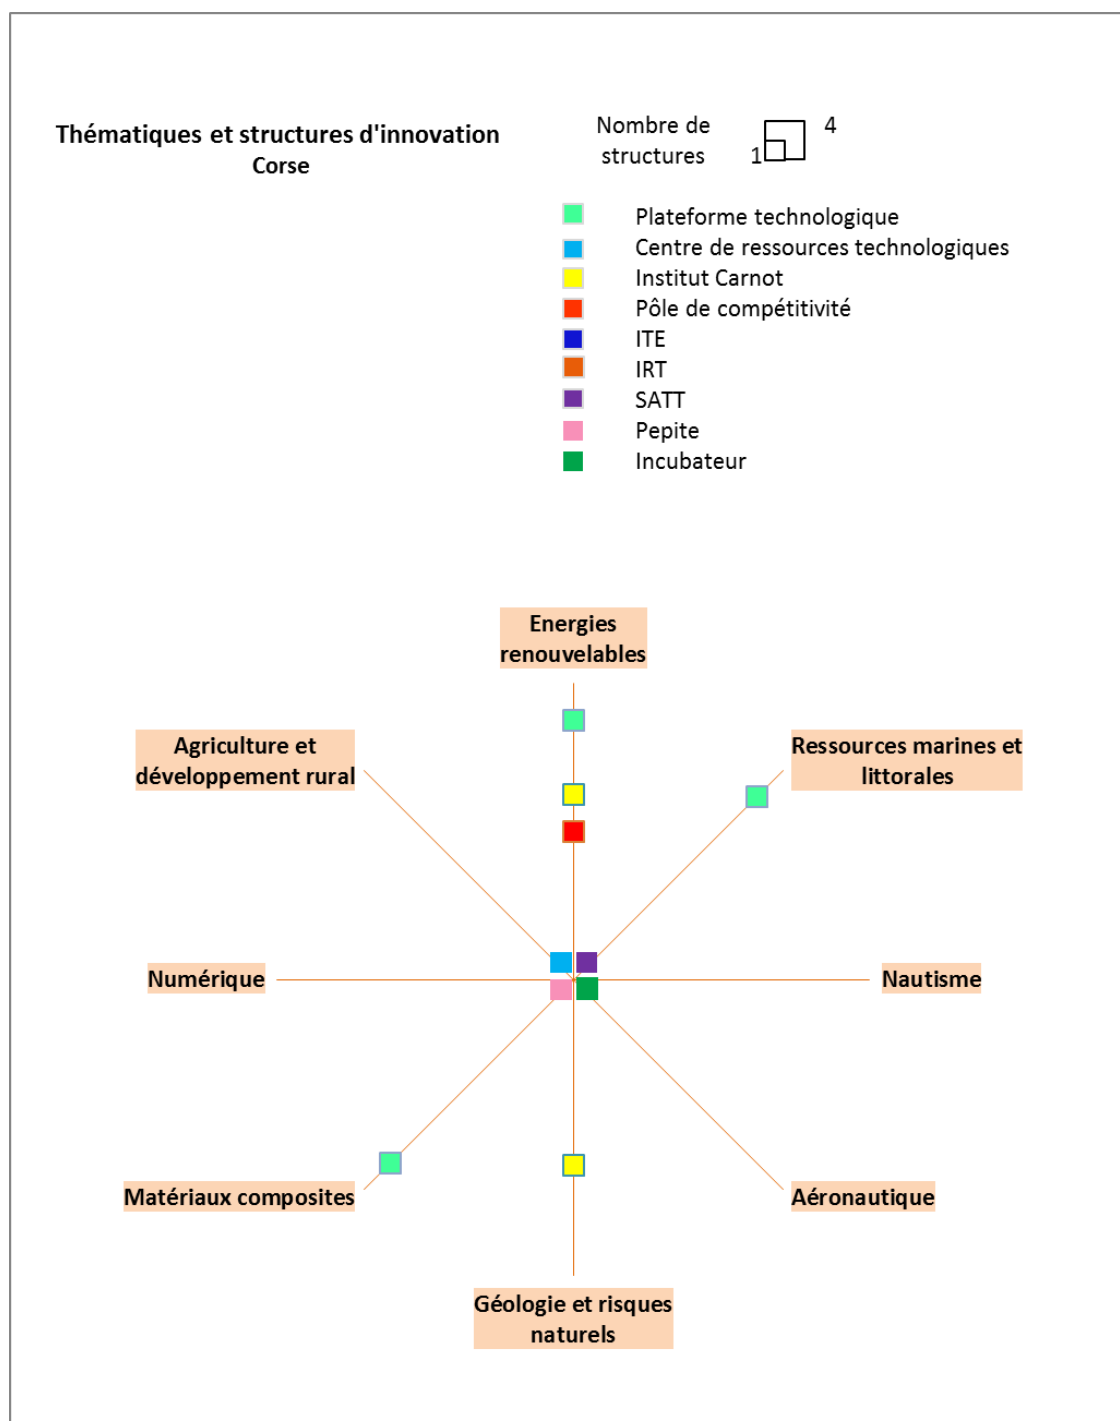 Thématiques et structures d'innovation
Corse
Nombre de
structures
1
4
Plateforme technologique
Centre de ressources technologiques
Institut Carnot
Pôle de compétitivité
ITE
IRT
SATT
Pepite
Incubateur
Energies
renouvelables
Agriculture et
développement rural
Ressources marines et
littorales
Numérique
Nautisme
Matériaux composites
Aéronautique
Géologie et risques
naturels